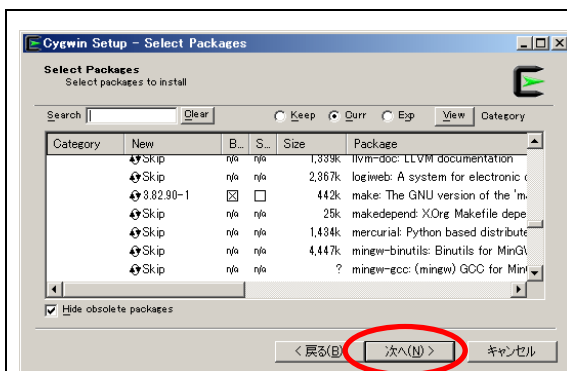 Cygwin Setup - Select Packages
Select Packages
Select packages to install
Search Clear Keep Curr Exp View Category
Category New B... S... Size Package
Skip n/a n/a 1,339k llvm-doc: LLVM documentation
Skip n/a n/a 2,367k logiweb: A system for electronic
3.82.90-1 442k make: The GNU version of the 'm
Skip n/a n/a 25k makedepend: X.Org Makefile depe
Skip n/a n/a 1,434k mercurial: Python based distribute
Skip n/a n/a 4,447k mingw-binutils: Binutils for MinG
Skip n/a n/a ? mingw-gcc: (mingw) GCC for Min
Hide obsolete packages
< 戻る(B) 次へ(N) > キャンセル